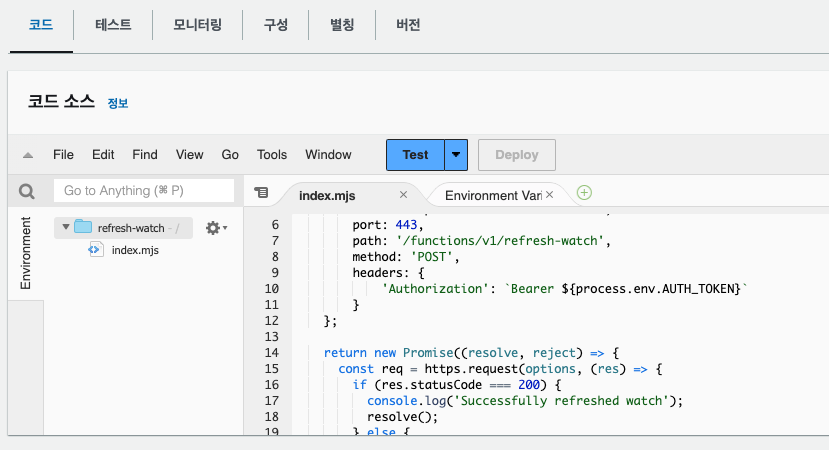 코드 테스트 모니터링 구성 별칭 버전
코드 소스 정보
File Edit Find View Go Tools Window Test Deploy
Go to Anything (⌘ P) index.mjs Environment Vari
Environment
refresh-watch - /
index.mjs
6 port: 443,
7 path: '/functions/v1/refresh-watch',
8 method: 'POST',
9 headers: {
10 'Authorization': `Bearer ${process.env.AUTH_TOKEN}`
11 }
12 };
13
14 return new Promise((resolve, reject) => {
15 const req = https.request(options, (res) => {
16 if (res.statusCode === 200) {
17 console.log('Successfully refreshed watch');
18 resolve();
19 } else {